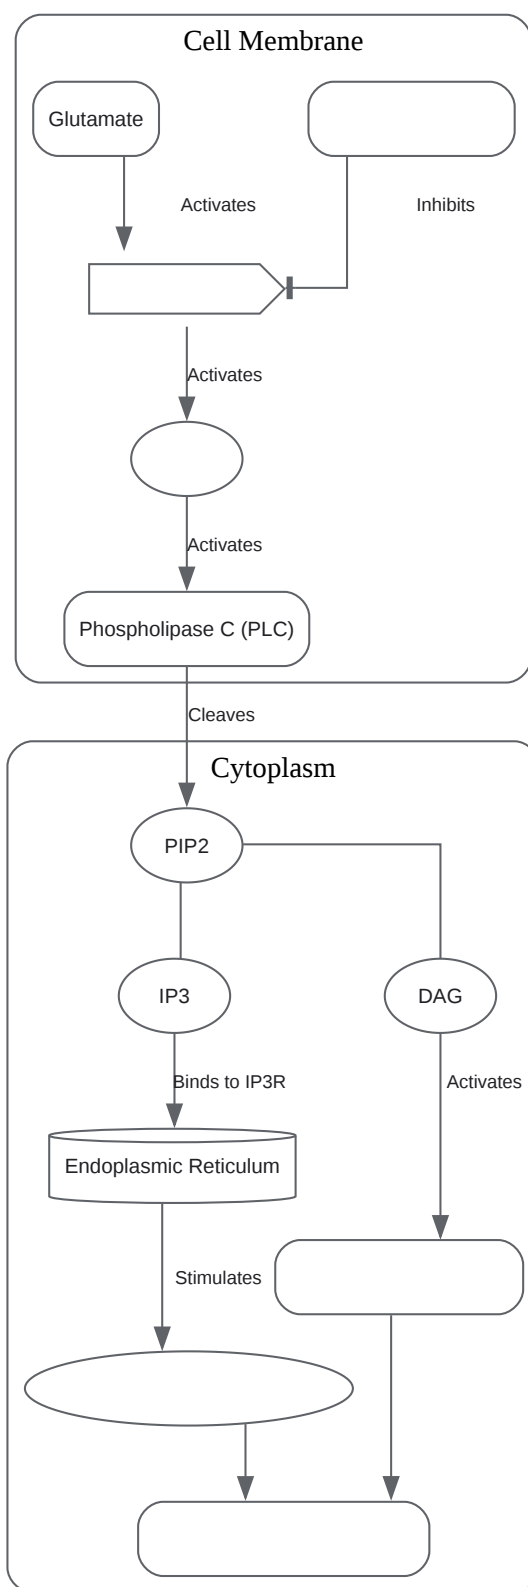 Cell Membrane
Glutamate
Activates
Inhibits
Activates
Activates
Phospholipase C (PLC)
Cleaves
Cytoplasm
PIP2
IP3
DAG
Binds to IP3R
Activates
Endoplasmic Reticulum
Stimulates